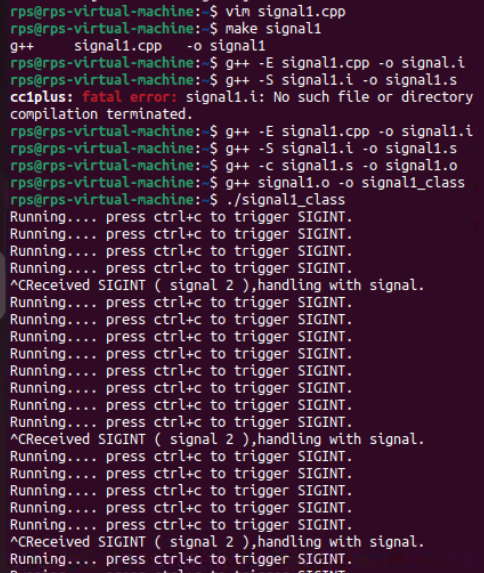 rps@rps-virtual-machine:~$ vim signal1.cpp
rps@rps-virtual-machine:~$ make signal1
g++     signal1.cpp   -o signal1
rps@rps-virtual-machine:~$ g++ -E signal1.cpp -o signal.i
rps@rps-virtual-machine:~$ g++ -S signal1.i -o signal1.s
cc1plus: fatal error: signal1.i: No such file or directory
compilation terminated.
rps@rps-virtual-machine:~$ g++ -E signal1.cpp -o signal1.i
rps@rps-virtual-machine:~$ g++ -S signal1.i -o signal1.s
rps@rps-virtual-machine:~$ g++ -c signal1.s -o signal1.o
rps@rps-virtual-machine:~$ g++ signal1.o -o signal1_class
rps@rps-virtual-machine:~$ ./signal1_class
Running.... press ctrl+c to trigger SIGINT.
Running.... press ctrl+c to trigger SIGINT.
Running.... press ctrl+c to trigger SIGINT.
Running.... press ctrl+c to trigger SIGINT.
^CReceived SIGINT ( signal 2 ),handling with signal.
Running.... press ctrl+c to trigger SIGINT.
Running.... press ctrl+c to trigger SIGINT.
Running.... press ctrl+c to trigger SIGINT.
Running.... press ctrl+c to trigger SIGINT.
Running.... press ctrl+c to trigger SIGINT.
Running.... press ctrl+c to trigger SIGINT.
Running.... press ctrl+c to trigger SIGINT.
Running.... press ctrl+c to trigger SIGINT.
^CReceived SIGINT ( signal 2 ),handling with signal.
Running.... press ctrl+c to trigger SIGINT.
Running.... press ctrl+c to trigger SIGINT.
Running.... press ctrl+c to trigger SIGINT.
Running.... press ctrl+c to trigger SIGINT.
Running.... press ctrl+c to trigger SIGINT.
^CReceived SIGINT ( signal 2 ),handling with signal.
Running.... press ctrl+c to trigger SIGINT.